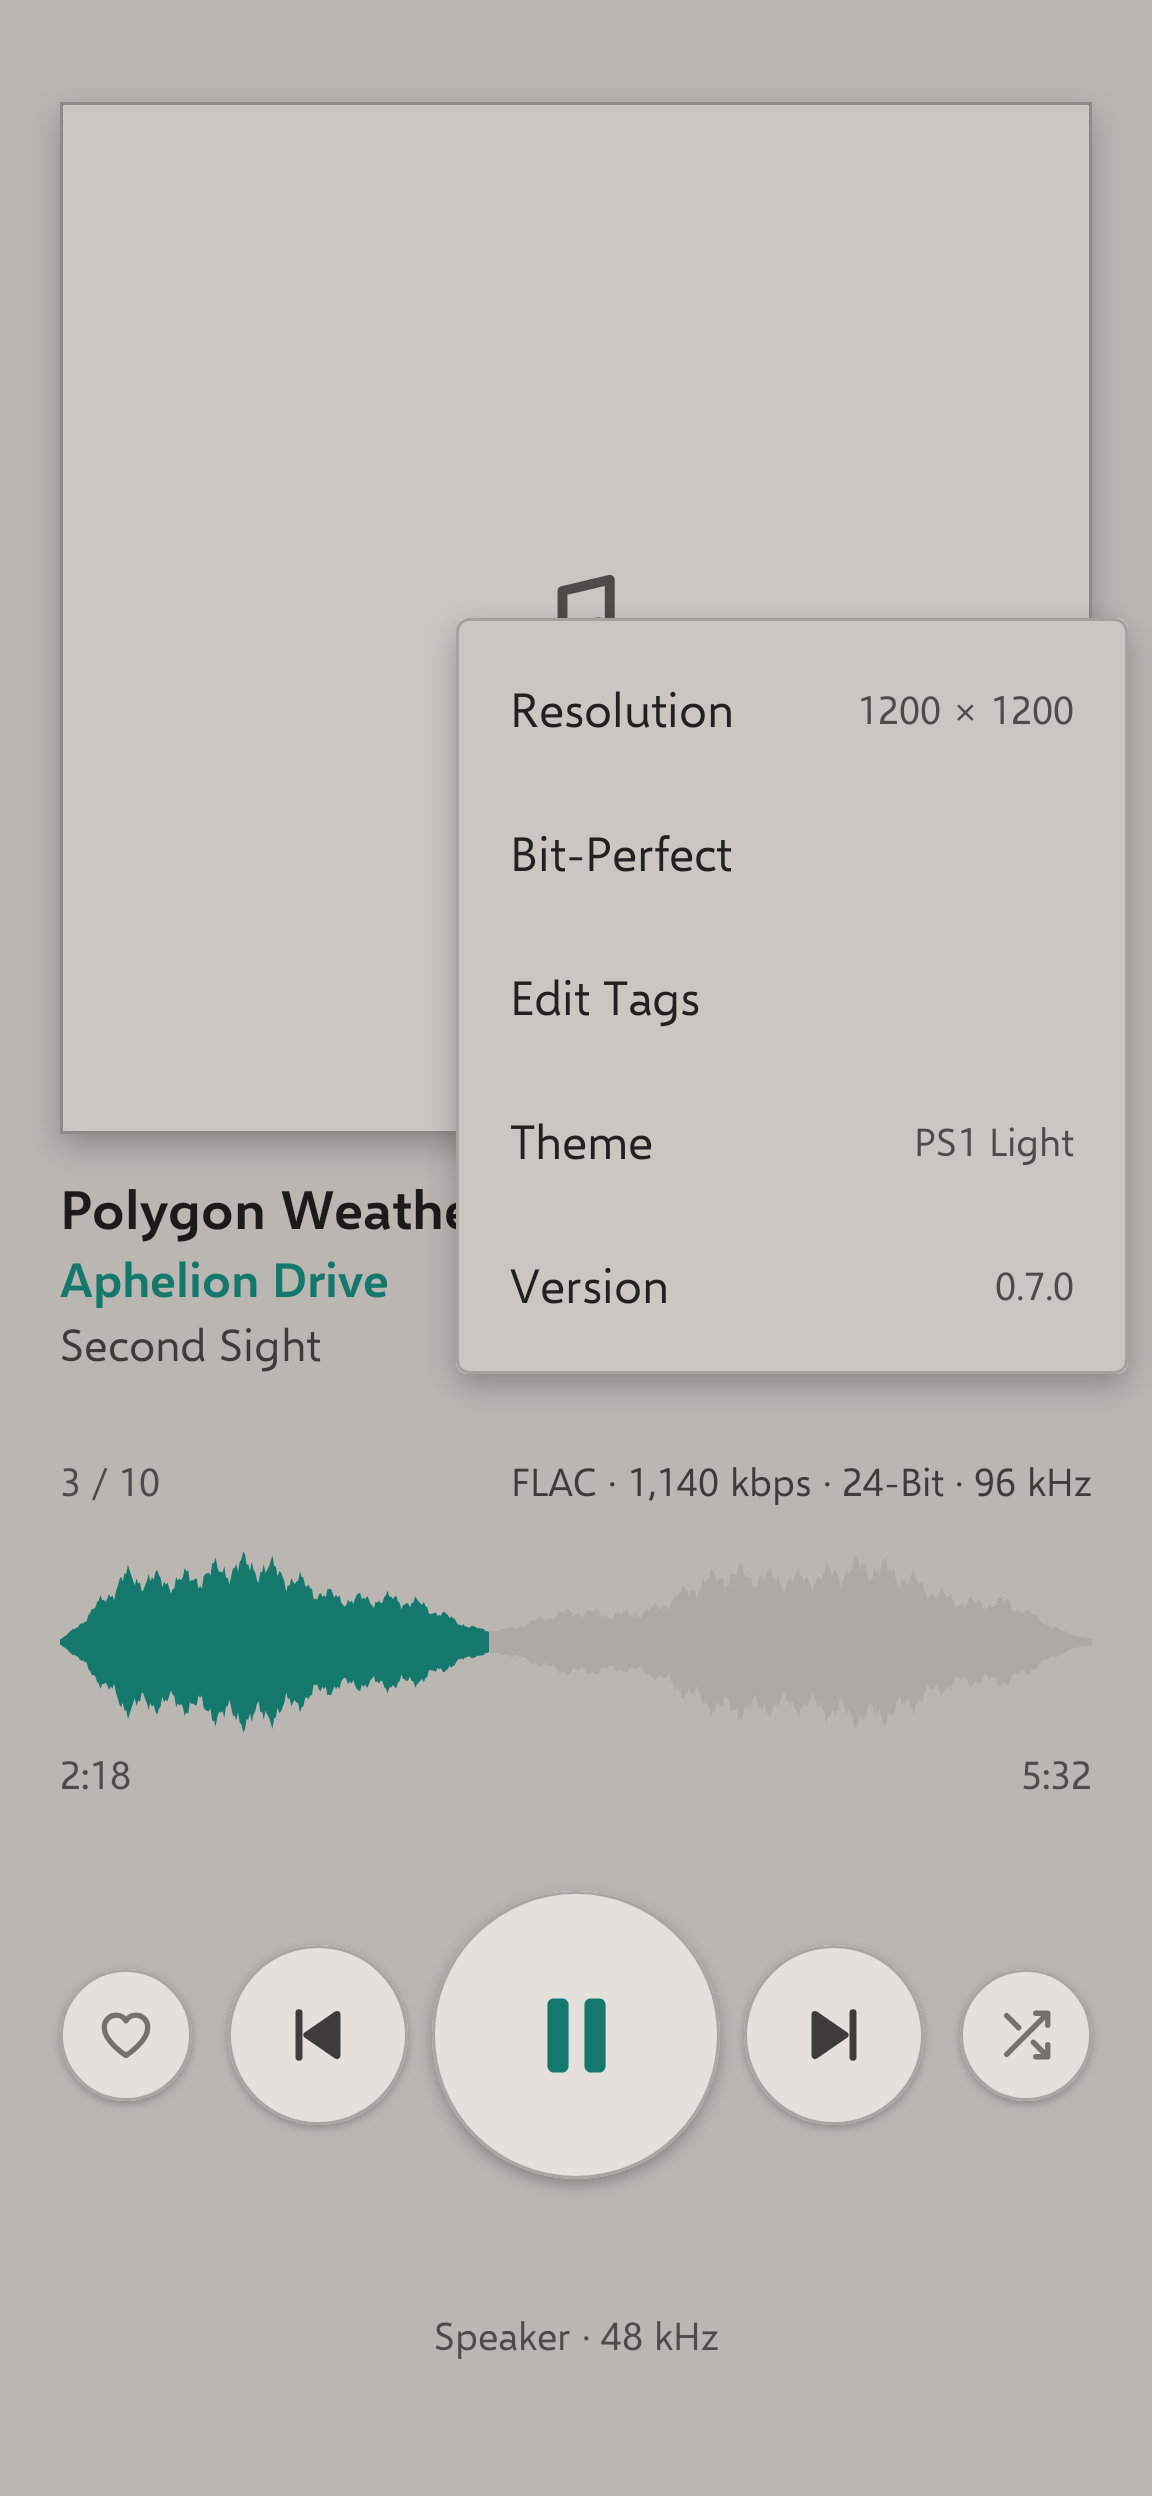 Resolution 1200 × 1200
Bit-Perfect
Edit Tags
Theme PS1 Light
Version 0.7.0
Polygon
Aphelion Drive
Second Sight
3 / 10 FLAC · 1,140 kbps · 24-Bit · 96 kHz
2:18 5:32
Speaker · 48 kHz